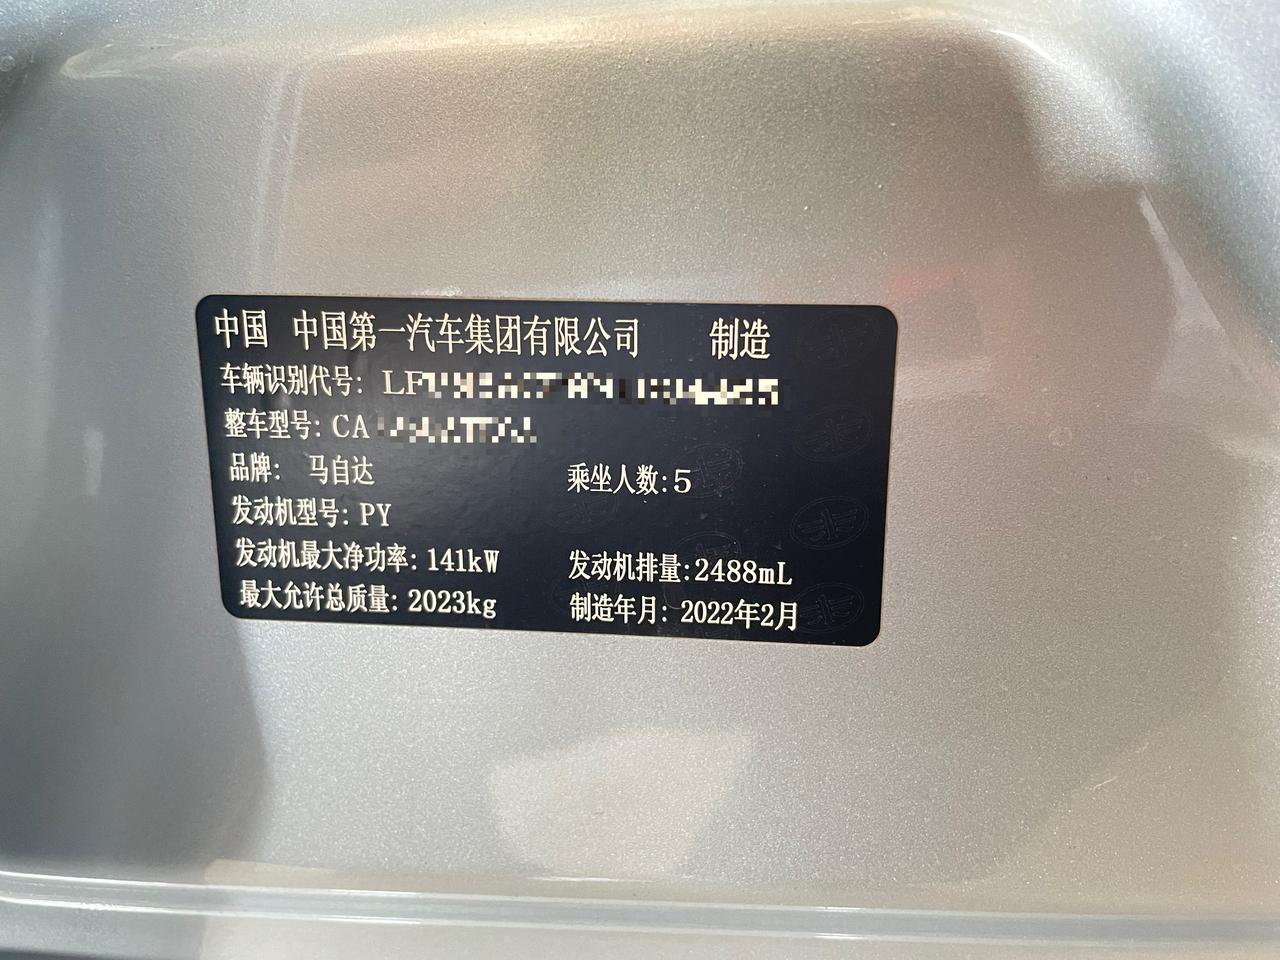 中国 中国第一汽车集团有限公司 制造
车辆识别代号: LF
整车型号: CA
品牌: 马自达 乘坐人数:5
发动机型号: PY
发动机最大净功率: 141kW 发动机排量:2488mL
最大允许总质量: 2023kg 制造年月: 2022年2月